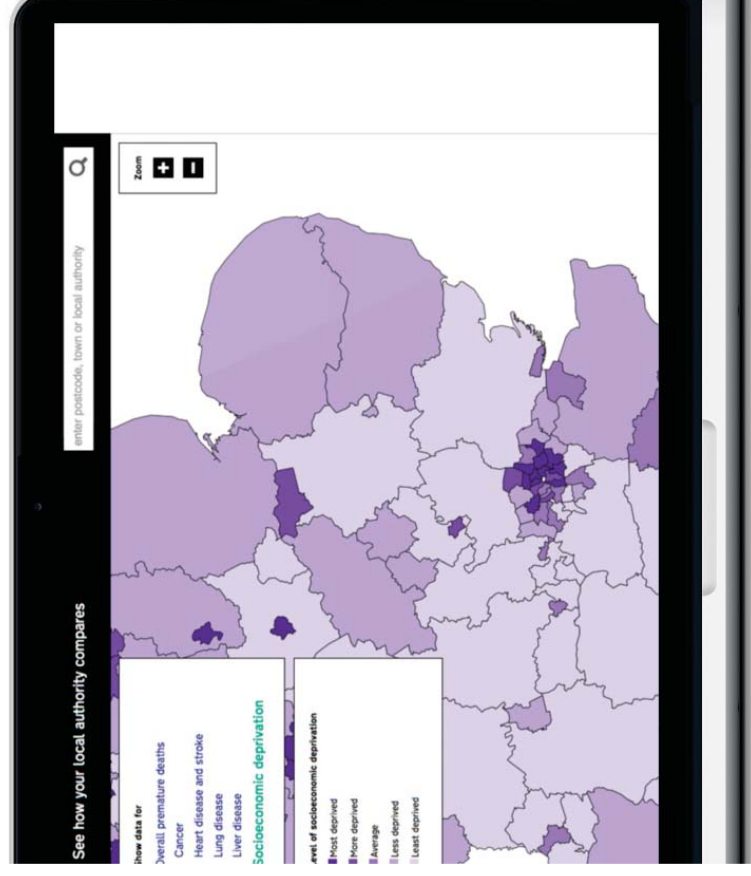 See how your local authority compares
enter postcode, town or local authority
Zoom
Show data for
Overall premature deaths
Cancer
Heart disease and stroke
Lung disease
Liver disease
Socioeconomic deprivation
evel of socioeconomic deprivation
Most deprived
More deprived
Average
Less deprived
Least deprived